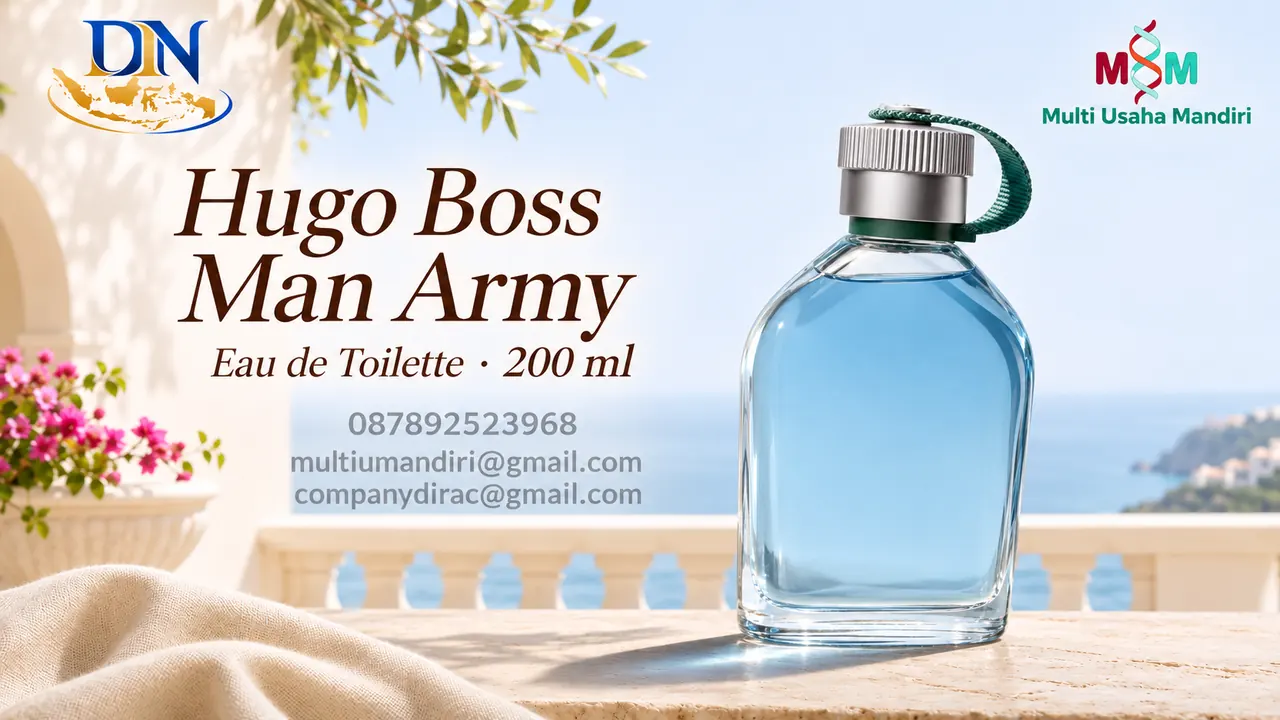 DIN
MSM
Multi Usaha Mandiri
Hugo Boss
Man Army
Eau de Toilette · 200 ml
087892523968
multiumandiri@gmail.com
companydirac@gmail.com